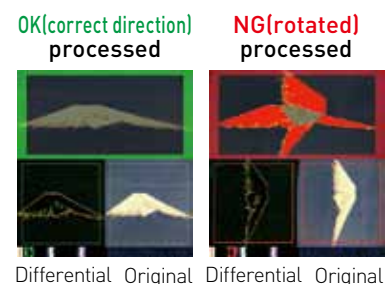 OK(correct direction)
processed
NG(rotated)
processed
Differential Original
Differential Original